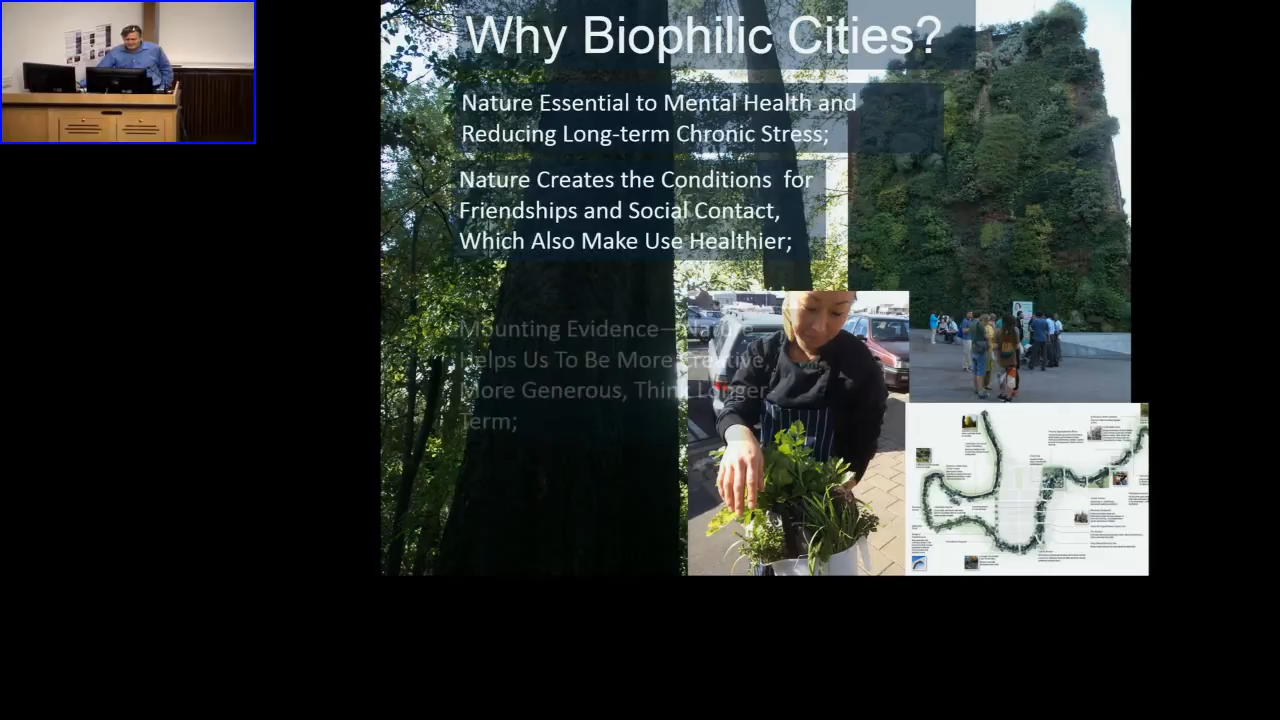 Why Biophilic Cities?
Nature Essential to Mental Health and
Reducing Long-term Chronic Stress;
Nature Creates the Conditions for
Friendships and Social Contact,
Which Also Make Use Healthier;
Mounting Evidence—Nature
Helps Us To Be More Creative,
More Generous, Think Longer
Term;